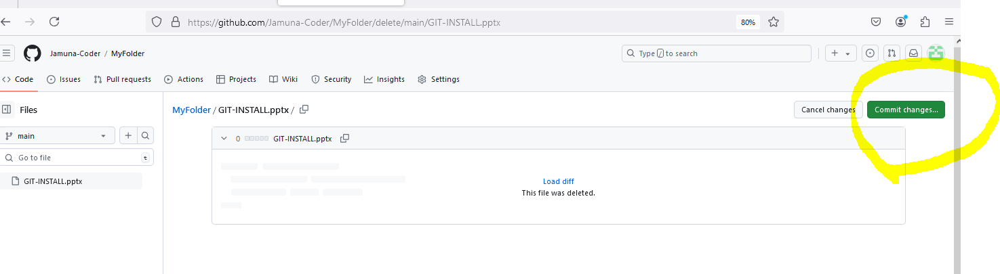 https://github.com/Jamuna-Coder/MyFolder/delete/main/GIT-INSTALL.pptx 80%
Jamuna-Coder / MyFolder Type / to search
Code Issues Pull requests Actions Projects Wiki Security Insights Settings
Files
MyFolder / GIT-INSTALL.pptx / Cancel changes Commit changes...
main
0 GIT-INSTALL.pptx
Go to file t
GIT-INSTALL.pptx
Load diff
This file was deleted.